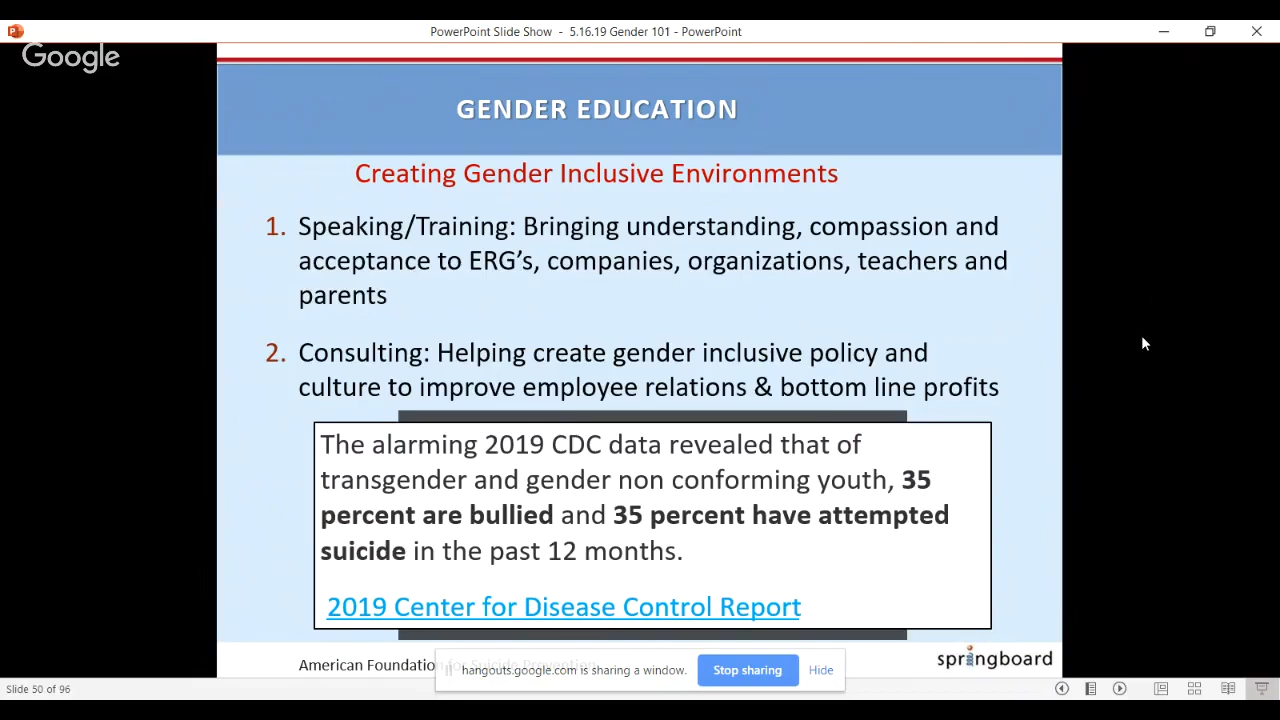 PowerPoint Slide Show - 5.16.19 Gender 101 - PowerPoint
Google
GENDER EDUCATION
Creating Gender Inclusive Environments
1. Speaking/Training: Bringing understanding, compassion and
acceptance to ERG’s, companies, organizations, teachers and
parents
2. Consulting: Helping create gender inclusive policy and
culture to improve employee relations & bottom line profits
The alarming 2019 CDC data revealed that of
transgender and gender non conforming youth, 35
percent are bullied and 35 percent have attempted
suicide in the past 12 months.
2019 Center for Disease Control Report
American Foundation for Suicide Prevention
springboard
hangouts.google.com is sharing a window.
Stop sharing
Hide
Slide 50 of 96